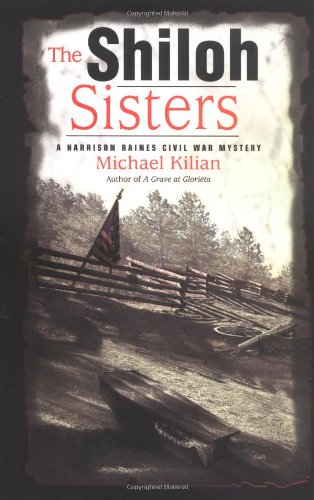 The Shiloh
Sisters
A HARRISON RAINES CIVIL WAR MYSTERY
Michael Kilian
Author of A Grave at Glorieta